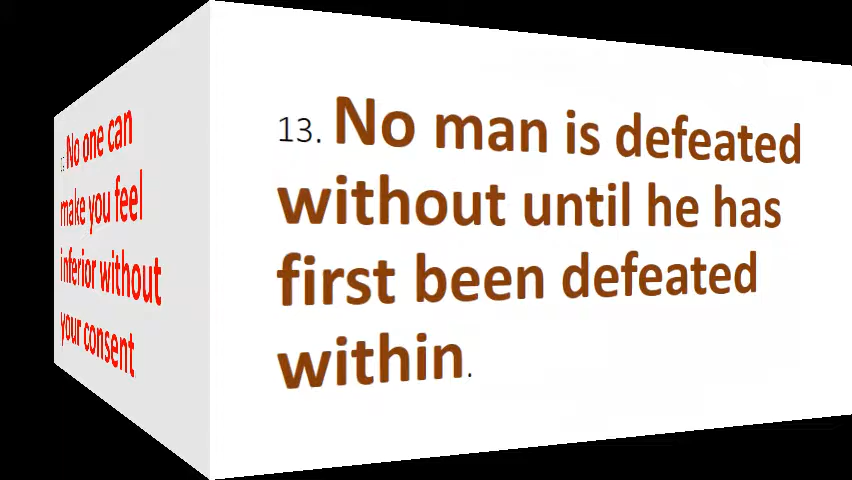 No one can
make you feel
inferior without
your consent
13. No man is defeated
without until he has
first been defeated
within.